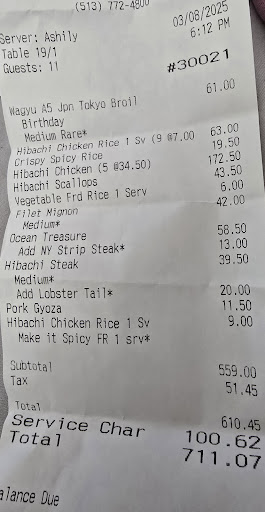 (513) 772-4800
Server: Ashily 03/08/2025
Table 19/1 6:12 PM
Guests: 11
#30021
Wagyu A5 Jpn Tokyo Broil 61.00
Birthday
Medium Rare*
Hibachi Chicken Rice 1 Sv (9 @7.00 63.00
Crispy Spicy Rice 19.50
Hibachi Chicken (5 @34.50) 172.50
Hibachi Scallops 43.50
Vegetable Frd Rice 1 Serv 6.00
Filet Mignon 42.00
Medium*
Ocean Treasure 58.50
Add NY Strip Steak* 13.00
Hibachi Steak 39.50
Medium*
Add Lobster Tail* 20.00
Pork Gyoza 11.50
Hibachi Chicken Rice 1 Sv 9.00
Make it Spicy FR 1 srv*
Subtotal 559.00
Tax 51.45
Total 610.45
Service Char 100.62
Total 711.07
alance Due